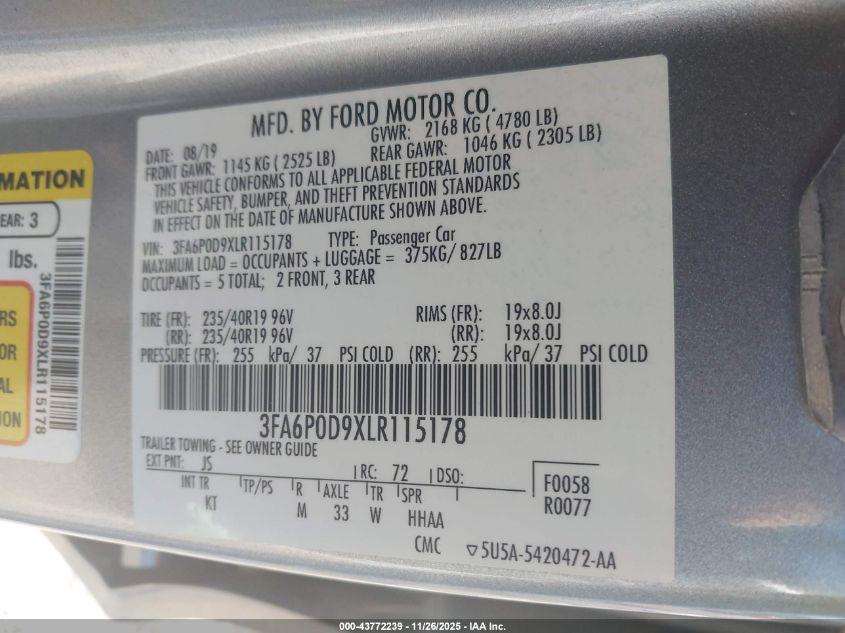 MFD. BY FORD MOTOR CO.
DATE: 08/19
GVWR: 2168 KG ( 4780 LB)
FRONT GAWR: 1145 KG ( 2525 LB)
REAR GAWR: 1046 KG ( 2305 LB)
THIS VEHICLE CONFORMS TO ALL APPLICABLE FEDERAL MOTOR
VEHICLE SAFETY, BUMPER, AND THEFT PREVENTION STANDARDS
IN EFFECT ON THE DATE OF MANUFACTURE SHOWN ABOVE.
VIN: 3FA6P0D9XLR115178 TYPE: Passenger Car
MAXIMUM LOAD = OCCUPANTS + LUGGAGE = 375KG/ 827LB
OCCUPANTS = 5 TOTAL; 2 FRONT, 3 REAR
TIRE (FR): 235/40R19 96V RIMS (FR): 19x8.0J
(RR): 235/40R19 96V (RR): 19x8.0J
PRESSURE (FR): 255 kPa/ 37 PSI COLD (RR): 255 kPa/ 37 PSI COLD
3FA6P0D9XLR115178
TRAILER TOWING - SEE OWNER GUIDE
EXT PNT: JS RC: 72 DSO:
INT TR TP/PS R AXLE TR SPR
KT M 33 W HHAA
F0058
R0077
CMC ▽5U5A-5420472-AA
MATION
EAR: 3
lbs.
RS
OR
AL
ION
3FA6P0D9XLR115178
000-43772239 - 11/26/2025 - IAA Inc.